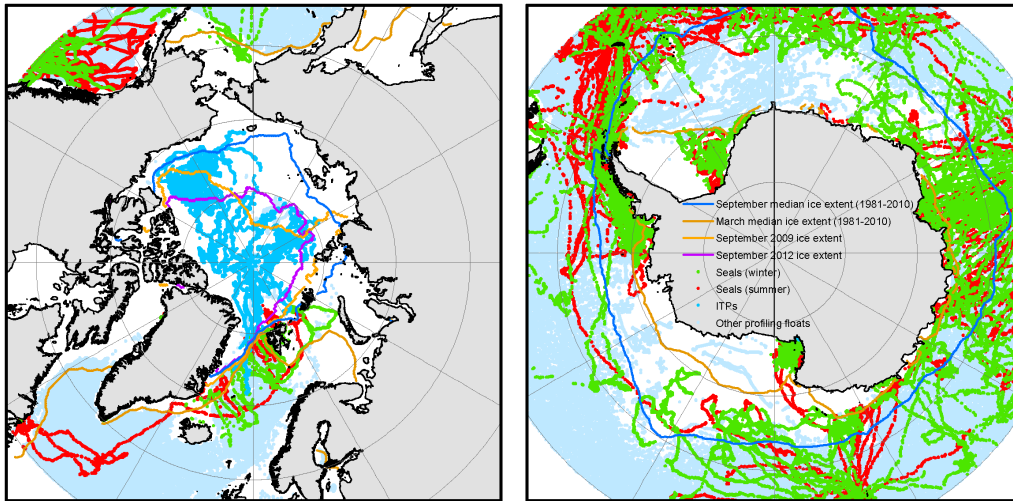 September median ice extent (1981-2010)
March median ice extent (1981-2010)
September 2009 ice extent
September 2012 ice extent
Seals (winter)
Seals (summer)
ITPs
Other profiling floats